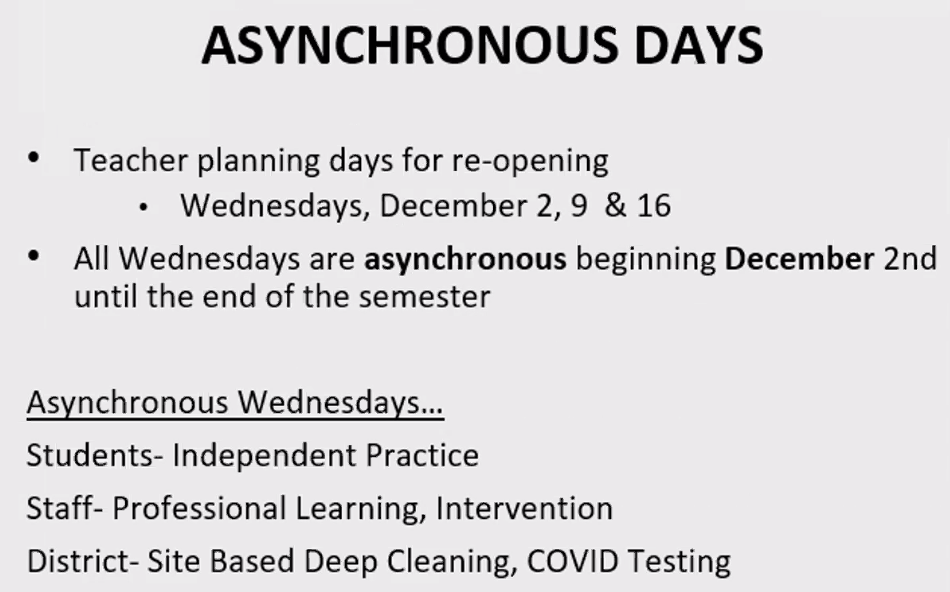 ASYNCHRONOUS DAYS
• Teacher planning days for re-opening
• Wednesdays, December 2, 9 & 16
• All Wednesdays are asynchronous beginning December 2nd
until the end of the semester
Asynchronous Wednesdays...
Students- Independent Practice
Staff- Professional Learning, Intervention
District- Site Based Deep Cleaning, COVID Testing